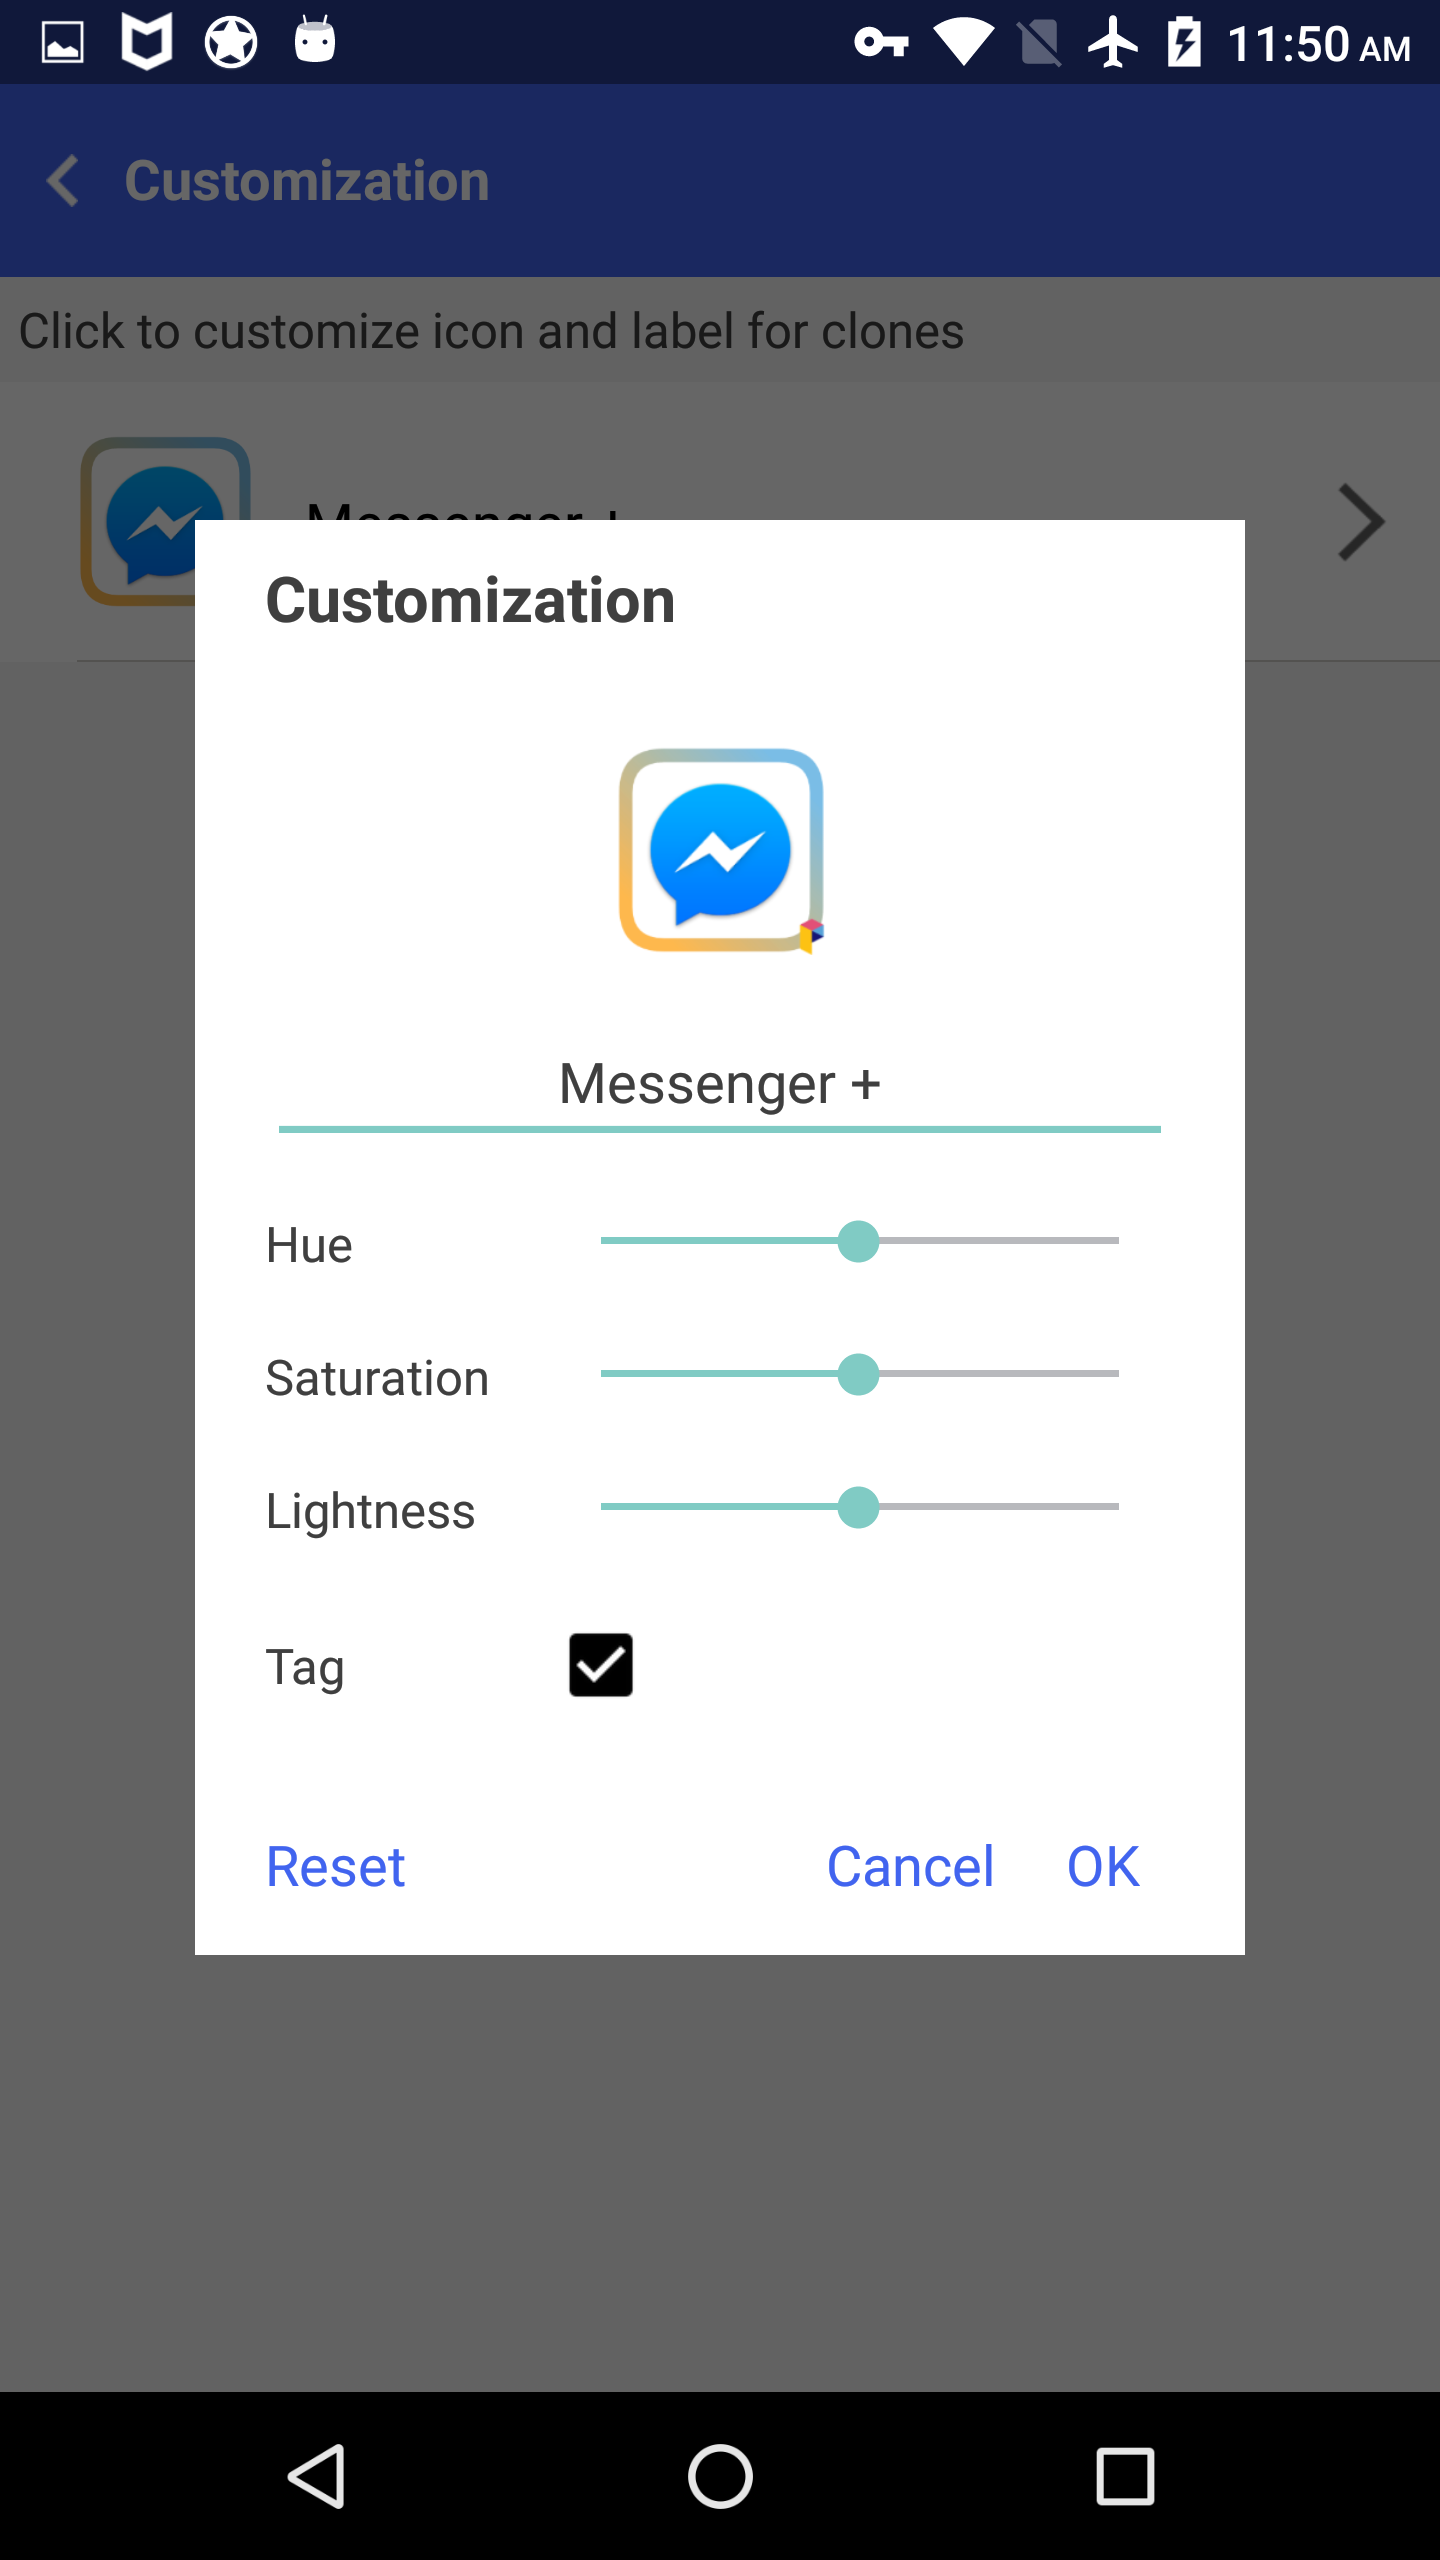 11:50 AM
Customization
Click to customize icon and label for clones
Messenger +
Customization
Messenger +
Hue
Saturation
Lightness
Tag
Reset Cancel OK